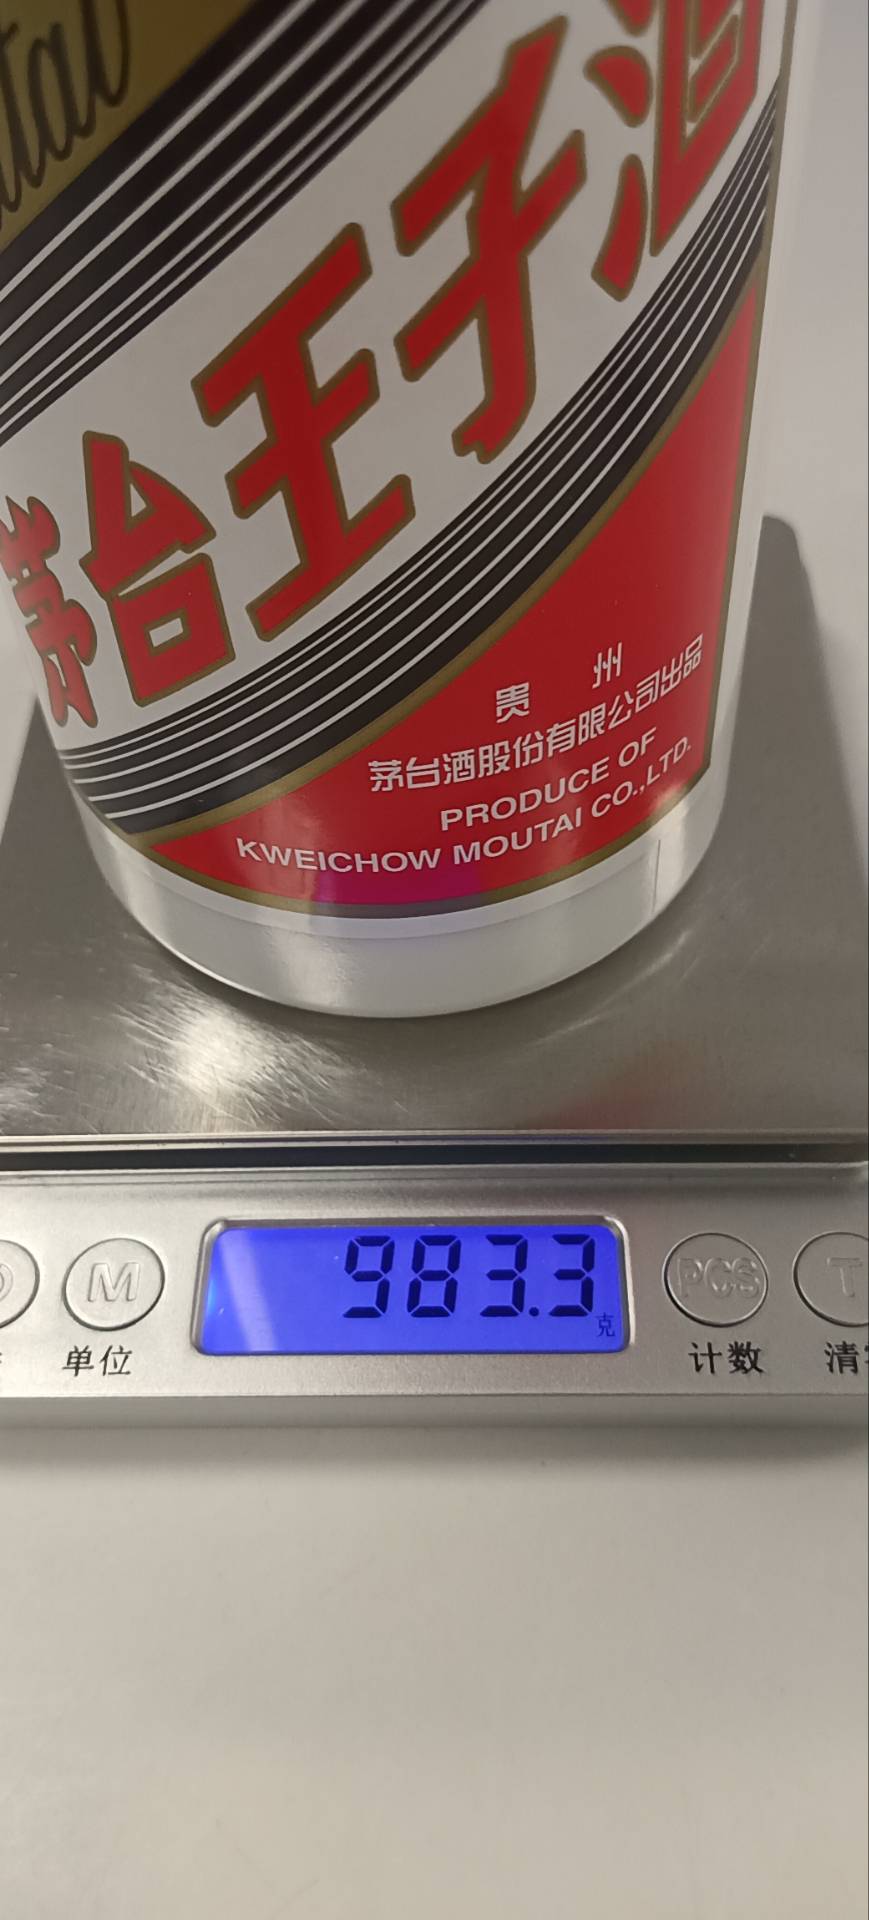 茅台王子酒
贵 州
茅台酒股份有限公司出品
PRODUCE OF
KWEICHOW MOUTAI CO.,LTD.
983.3
克
M PCS T
单位 计数 清